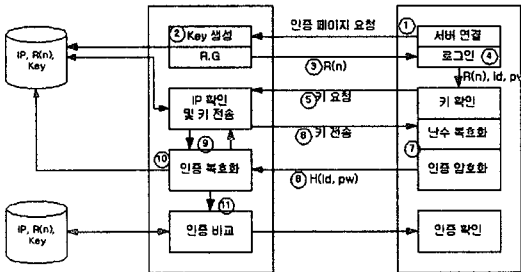 인증 페이지 요청
① 서버 연결
② Key 생성
R.G
③ R(n)
로그인 ④
IP, R(n),
Key
R(n), Id, pw
IP 확인
및 키 전송
⑤ 키 요청
키 확인
⑥ 키 전송
난수 복호화
⑦
⑨
⑩
인증 복호화
⑧ H(Id, pw)
인증 암호화
⑪
IP, R(n),
Key
인증 비교
인증 확인